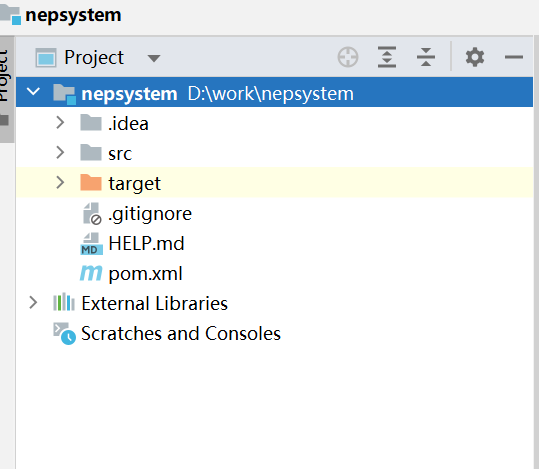 nepsystem
Project
Project
nepsystem D:\work\nepsystem
.idea
src
target
.gitignore
MD HELP.md
m pom.xml
External Libraries
Scratches and Consoles